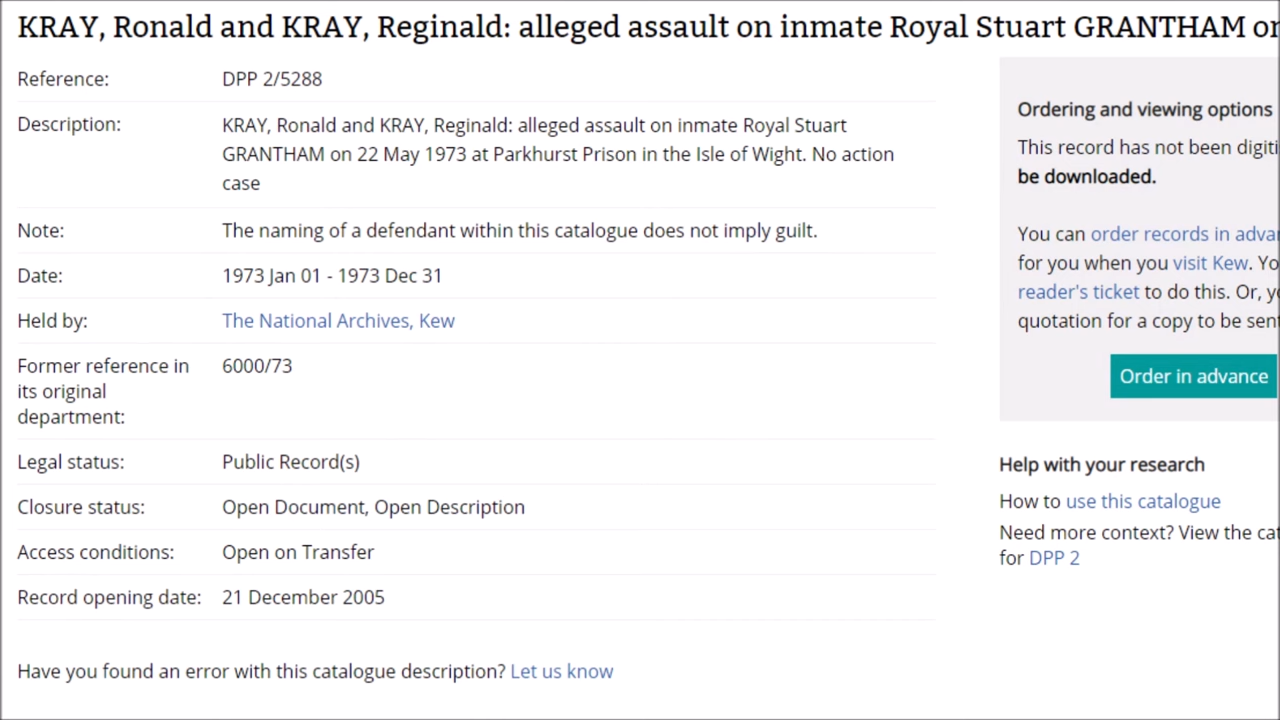 KRAY, Ronald and KRAY, Reginald: alleged assault on inmate Royal Stuart GRANTHAM
Reference: DPP 2/5288
Description: KRAY, Ronald and KRAY, Reginald: alleged assault on inmate Royal Stuart
GRANTHAM on 22 May 1973 at Parkhurst Prison in the Isle of Wight. No action
case
Note: The naming of a defendant within this catalogue does not imply guilt.
Date: 1973 Jan 01 - 1973 Dec 31
Held by: The National Archives, Kew
Former reference in
its original
department: 6000/73
Legal status: Public Record(s)
Closure status: Open Document, Open Description
Access conditions: Open on Transfer
Record opening date: 21 December 2005
Have you found an error with this catalogue description? Let us know
Ordering and viewing options
This record has not been
be downloaded.
You can order records in
for you when you visit Kew.
reader's ticket to do this. Or,
quotation for a copy to be
Order in advance
Help with your research
How to use this catalogue
Need more context? View the
for DPP 2